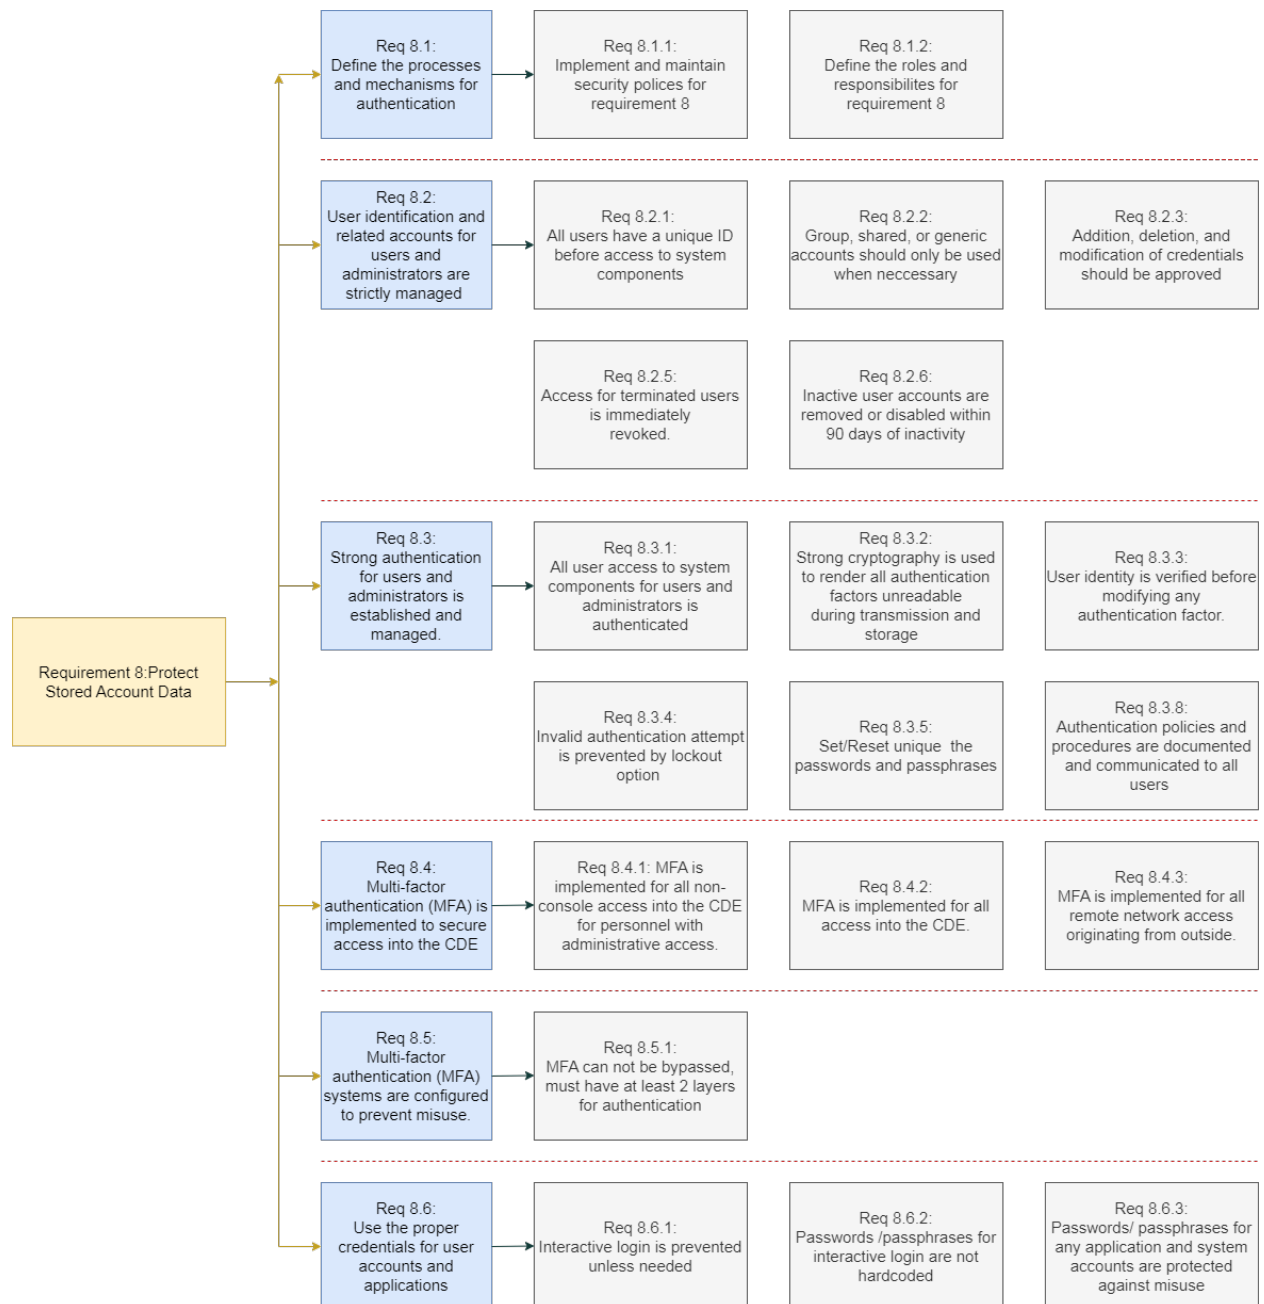 Req 8.1:
Define the processes
and mechanisms for
authentication
Req 8.1.1:
Implement and maintain
security polices for
requirement 8
Req 8.1.2:
Define the roles and
responsibilites for
requirement 8
Req 8.2:
User identification and
related accounts for
users and
administrators are
strictly managed
Req 8.2.1:
All users have a unique ID
before access to system
components
Req 8.2.2:
Group, shared, or generic
accounts should only be used
when neccessary
Req 8.2.3:
Addition, deletion, and
modification of credentials
should be approved
Req 8.2.5:
Access for terminated users
is immediately
revoked.
Req 8.2.6:
Inactive user accounts are
removed or disabled within
90 days of inactivity
Requirement 8:Protect
Stored Account Data
Req 8.3:
Strong authentication
for users and
administrators is
established and
managed.
Req 8.3.1:
All user access to system
components for users and
administrators is
authenticated
Req 8.3.2:
Strong cryptography is used
to render all authentication
factors unreadable
during transmission and
storage
Req 8.3.3:
User identity is verified before
modifying any
authentication factor.
Req 8.3.4:
Invalid authentication attempt
is prevented by lockout
option
Req 8.3.5:
Set/Reset unique the
passwords and passphrases
Req 8.3.8:
Authentication policies and
procedures are documented
and communicated to all
users
Req 8.4:
Multi-factor
authentication (MFA) is
implemented to secure
access into the CDE
Req 8.4.1: MFA is
implemented for all non-
console access into the CDE
for personnel with
administrative access.
Req 8.4.2:
MFA is implemented for all
access into the CDE.
Req 8.4.3:
MFA is implemented for all
remote network access
originating from outside.
Req 8.5:
Multi-factor
authentication (MFA)
systems are configured
to prevent misuse.
Req 8.5.1:
MFA can not be bypassed,
must have at least 2 layers
for authentication
Req 8.6:
Use the proper
credentials for user
accounts and
applications
Req 8.6.1:
Interactive login is prevented
unless needed
Req 8.6.2:
Passwords /passphrases for
interactive login are not
hardcoded
Req 8.6.3:
Passwords/ passphrases for
any application and system
accounts are protected
against misuse